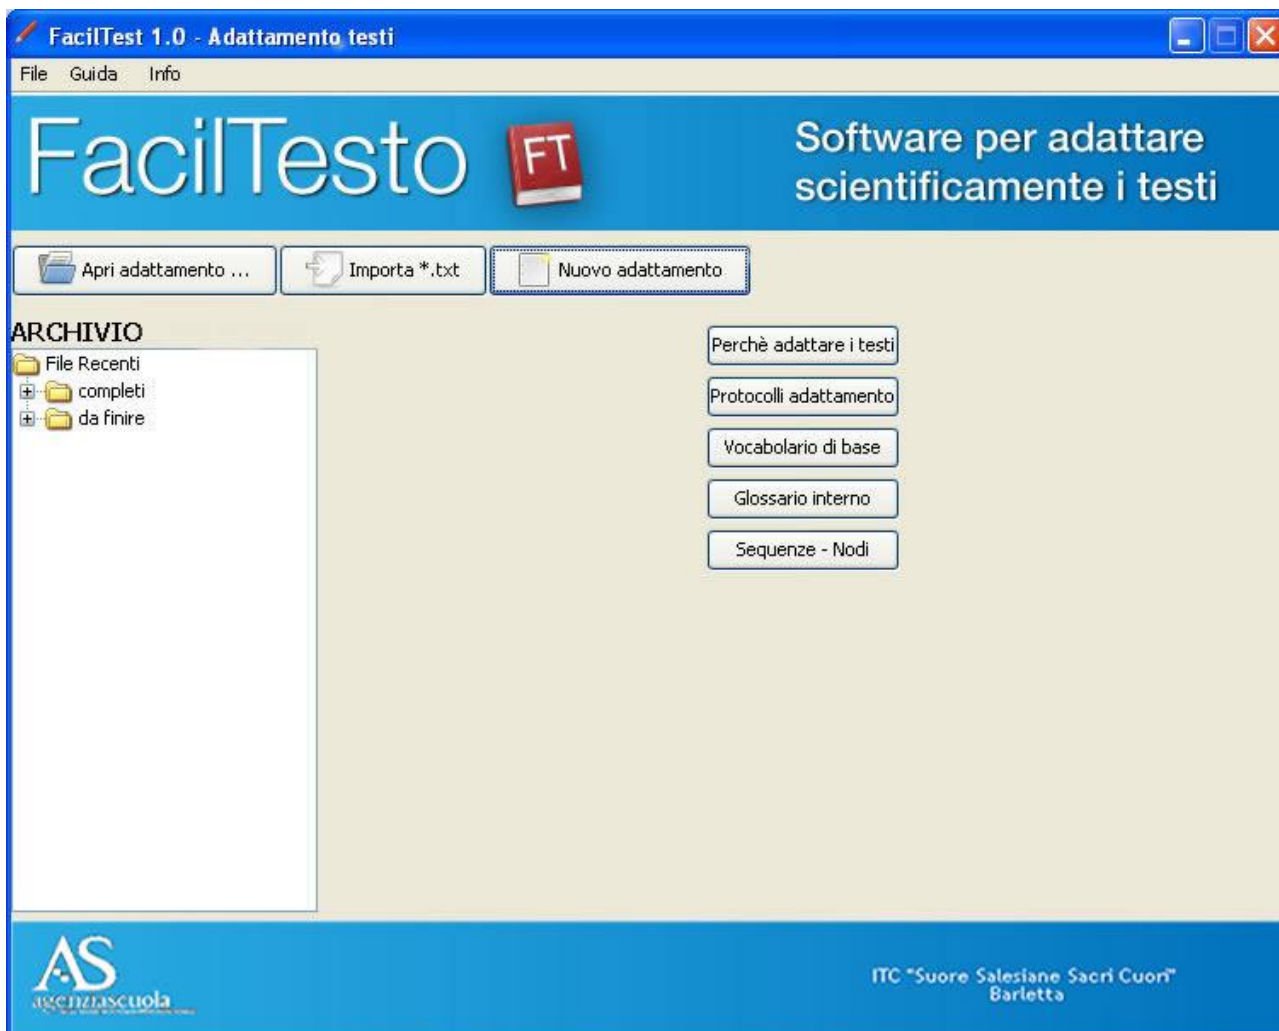 FacilTest 1.0 - Adattamento testi
File Guida Info
FacilTesto FT
Software per adattare
scientificamente i testi
Apri adattamento ... Importa *.txt Nuovo adattamento
ARCHIVIO
File Recenti
completi
da finire
Perchè adattare i testi
Protocolli adattamento
Vocabolario di base
Glossario interno
Sequenze - Nodi
AS
agenziascuola
ITC "Suore Salesiane Sacri Cuori"
Barletta